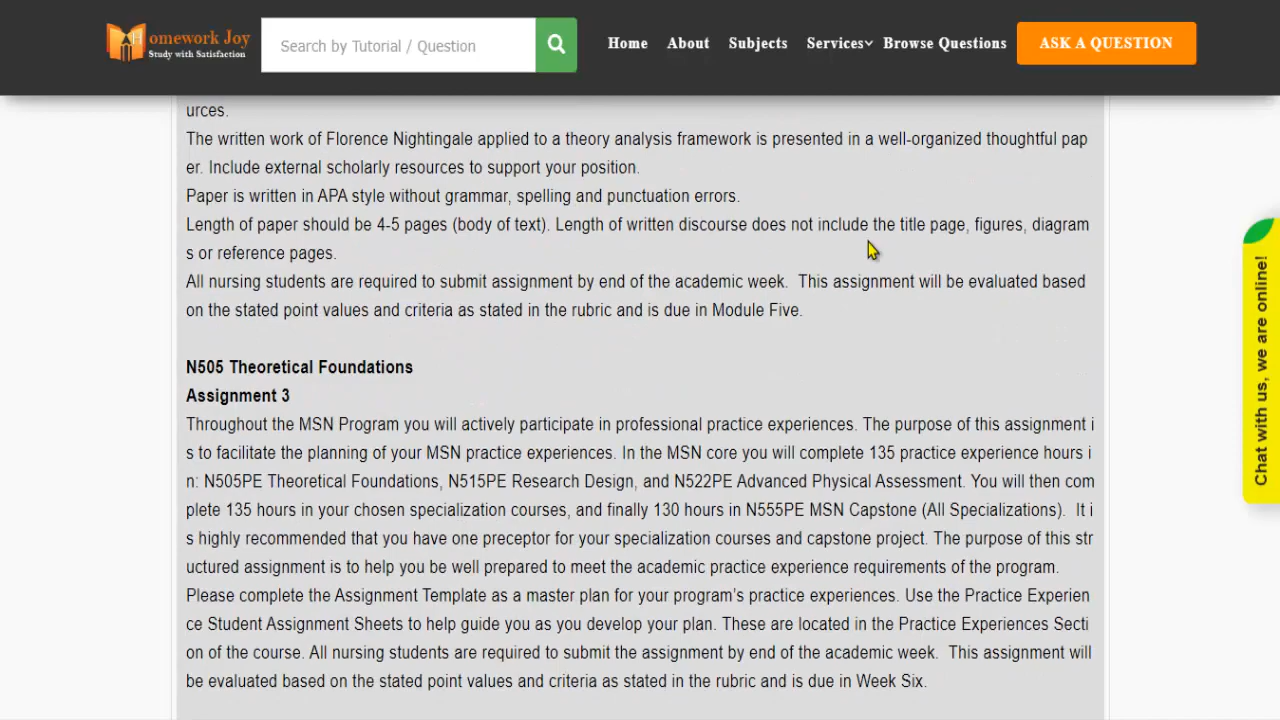 Homework Joy
Study with Satisfaction
Search by Tutorial / Question
Home About Subjects Services Browse Questions ASK A QUESTION
urces.
The written work of Florence Nightingale applied to a theory analysis framework is presented in a well-organized thoughtful pap
er. Include external scholarly resources to support your position.
Paper is written in APA style without grammar, spelling and punctuation errors.
Length of paper should be 4-5 pages (body of text). Length of written discourse does not include the title page, figures, diagram
s or reference pages.
All nursing students are required to submit assignment by end of the academic week.  This assignment will be evaluated based
on the stated point values and criteria as stated in the rubric and is due in Module Five.
N505 Theoretical Foundations
Assignment 3
Throughout the MSN Program you will actively participate in professional practice experiences. The purpose of this assignment i
s to facilitate the planning of your MSN practice experiences. In the MSN core you will complete 135 practice experience hours i
n: N505PE Theoretical Foundations, N515PE Research Design, and N522PE Advanced Physical Assessment. You will then com
plete 135 hours in your chosen specialization courses, and finally 130 hours in N555PE MSN Capstone (All Specializations).  It i
s highly recommended that you have one preceptor for your specialization courses and capstone project. The purpose of this str
uctured assignment is to help you be well prepared to meet the academic practice experience requirements of the program.
Please complete the Assignment Template as a master plan for your program's practice experiences. Use the Practice Experien
ce Student Assignment Sheets to help guide you as you develop your plan. These are located in the Practice Experiences Secti
on of the course. All nursing students are required to submit the assignment by end of the academic week.  This assignment will
be evaluated based on the stated point values and criteria as stated in the rubric and is due in Week Six.
Chat with us, we are online!